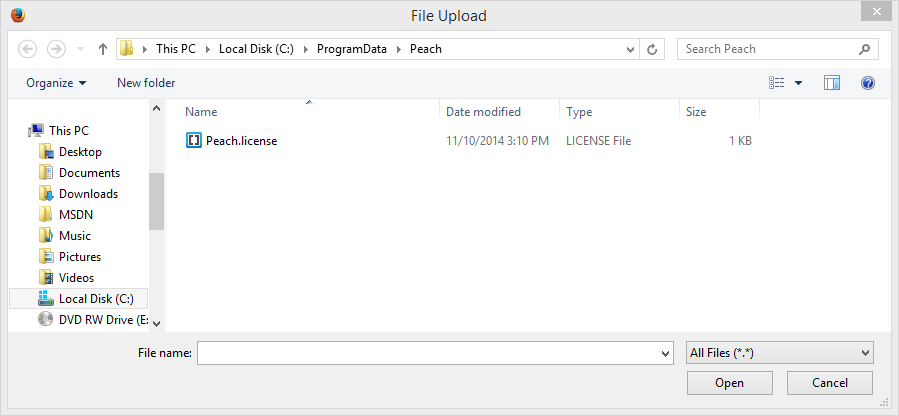 File Upload
This PC Local Disk (C:) ProgramData Peach
Search Peach
Organize New folder
Name Date modified Type Size
Peach.license 11/10/2014 3:10 PM LICENSE File 1 KB
This PC
Desktop
Documents
Downloads
MSDN
Music
Pictures
Videos
Local Disk (C:)
DVD RW Drive (E:
File name:
All Files (*.*)
Open Cancel